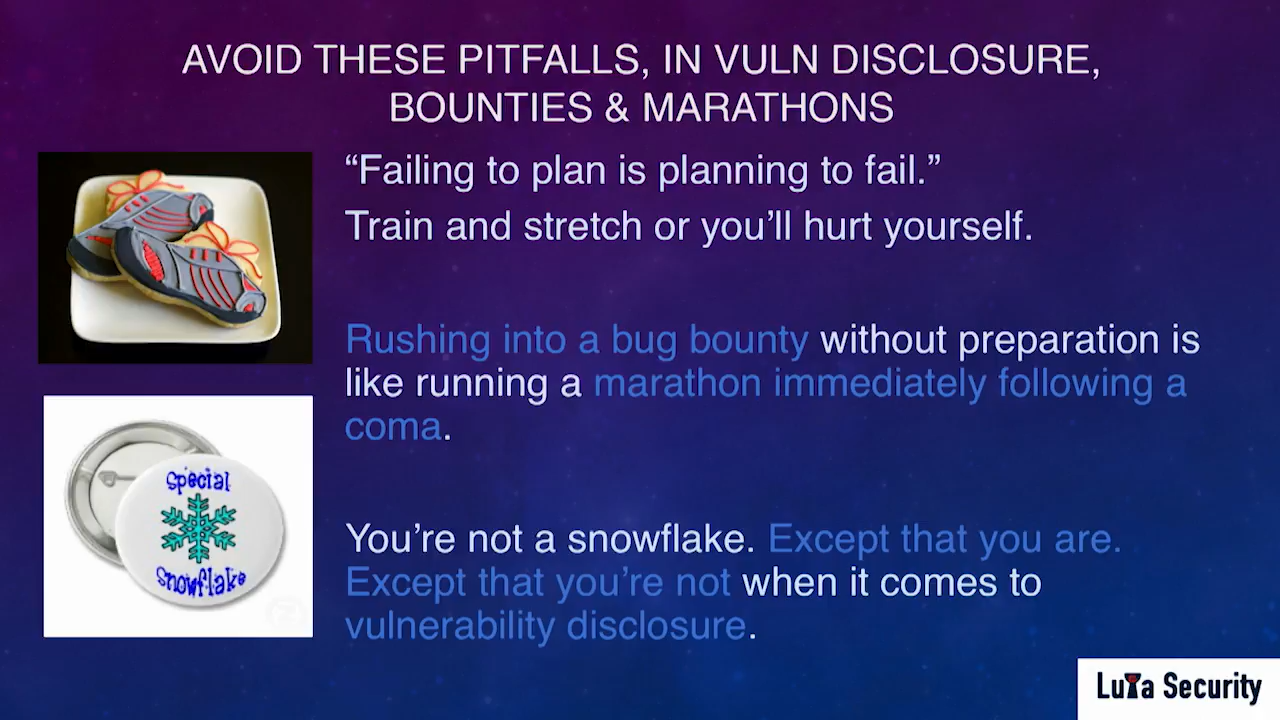 AVOID THESE PITFALLS, IN VULN DISCLOSURE,
BOUNTIES & MARATHONS
“Failing to plan is planning to fail.”
Train and stretch or you’ll hurt yourself.
Rushing into a bug bounty without preparation is
like running a marathon immediately following a
coma.
Special
Snowflake
You’re not a snowflake. Except that you are.
Except that you’re not when it comes to
vulnerability disclosure.
Luta Security